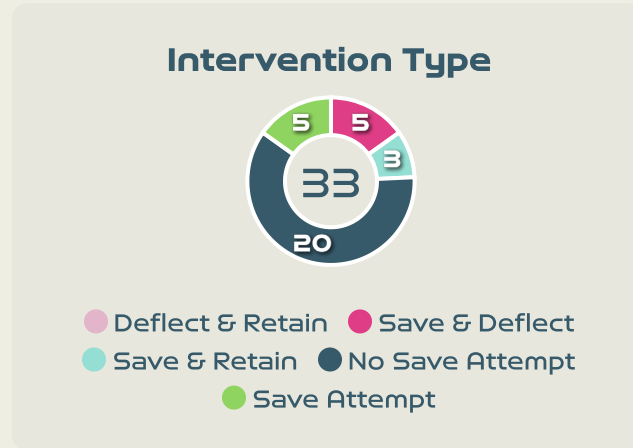 Intervention Type
5
5
3
33
20
Deflect & Retain
Save & Deflect
Save & Retain
No Save Attempt
Save Attempt